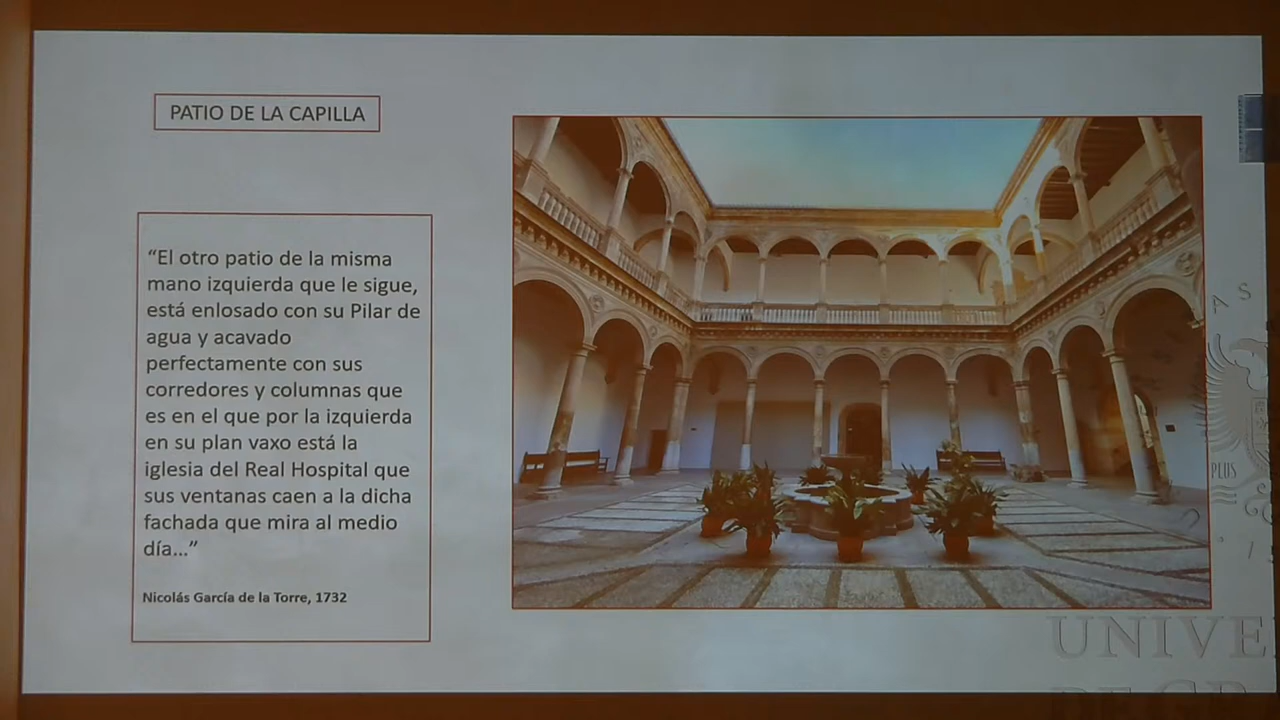 PATIO DE LA CAPILLA
“El otro patio de la misma
mano izquierda que le sigue,
está enlosado con su Pilar de
agua y acavado
perfectamente con sus
corredores y columnas que
es en el que por la izquierda
en su plan vaxo está la
iglesia del Real Hospital que
sus ventanas caen a la dicha
fachada que mira al medio
día...”
Nicolás García de la Torre, 1732
PLUS
UNIVE